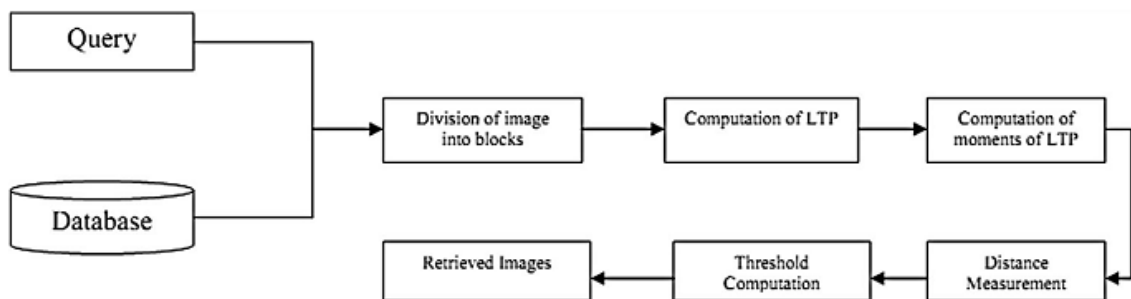 Query
Division of image
into blocks
Computation of LTP
Computation of
moments of LTP
Database
Retrieved Images
Threshold
Computation
Distance
Measurement